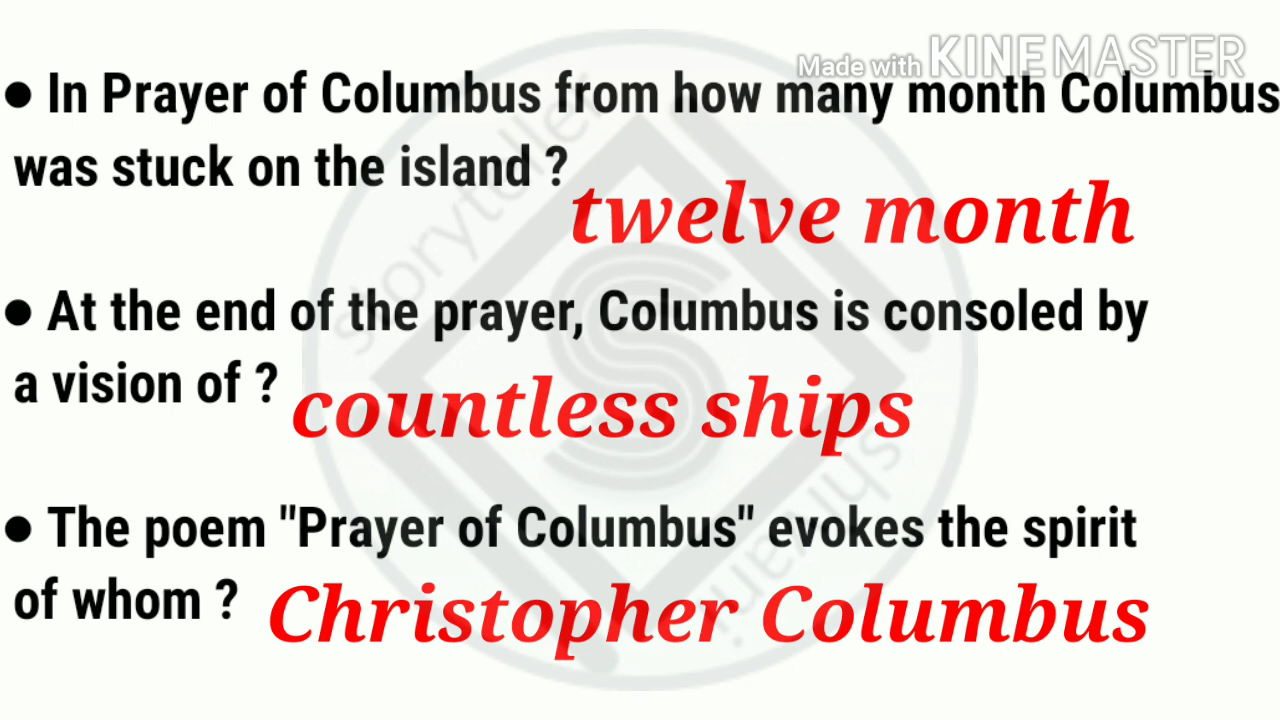 Made with KINEMASTER
● In Prayer of Columbus from how many month Columbus
was stuck on the island ?
twelve month
● At the end of the prayer, Columbus is consoled by
a vision of ?
countless ships
● The poem "Prayer of Columbus" evokes the spirit
of whom ?
Christopher Columbus
storytuller
shivani